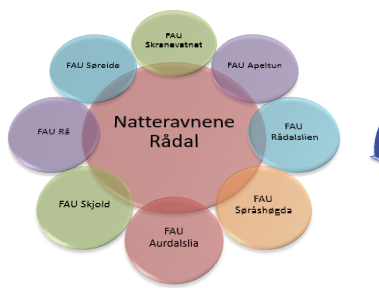 FAU
Skranevatnet
FAU Søreide
FAU Apeltun
Natteravnene
Rådal
FAU Rå
FAU
Rådalslien
FAU Skjold
FAU
Søråshøgda
FAU
Aurdalslia